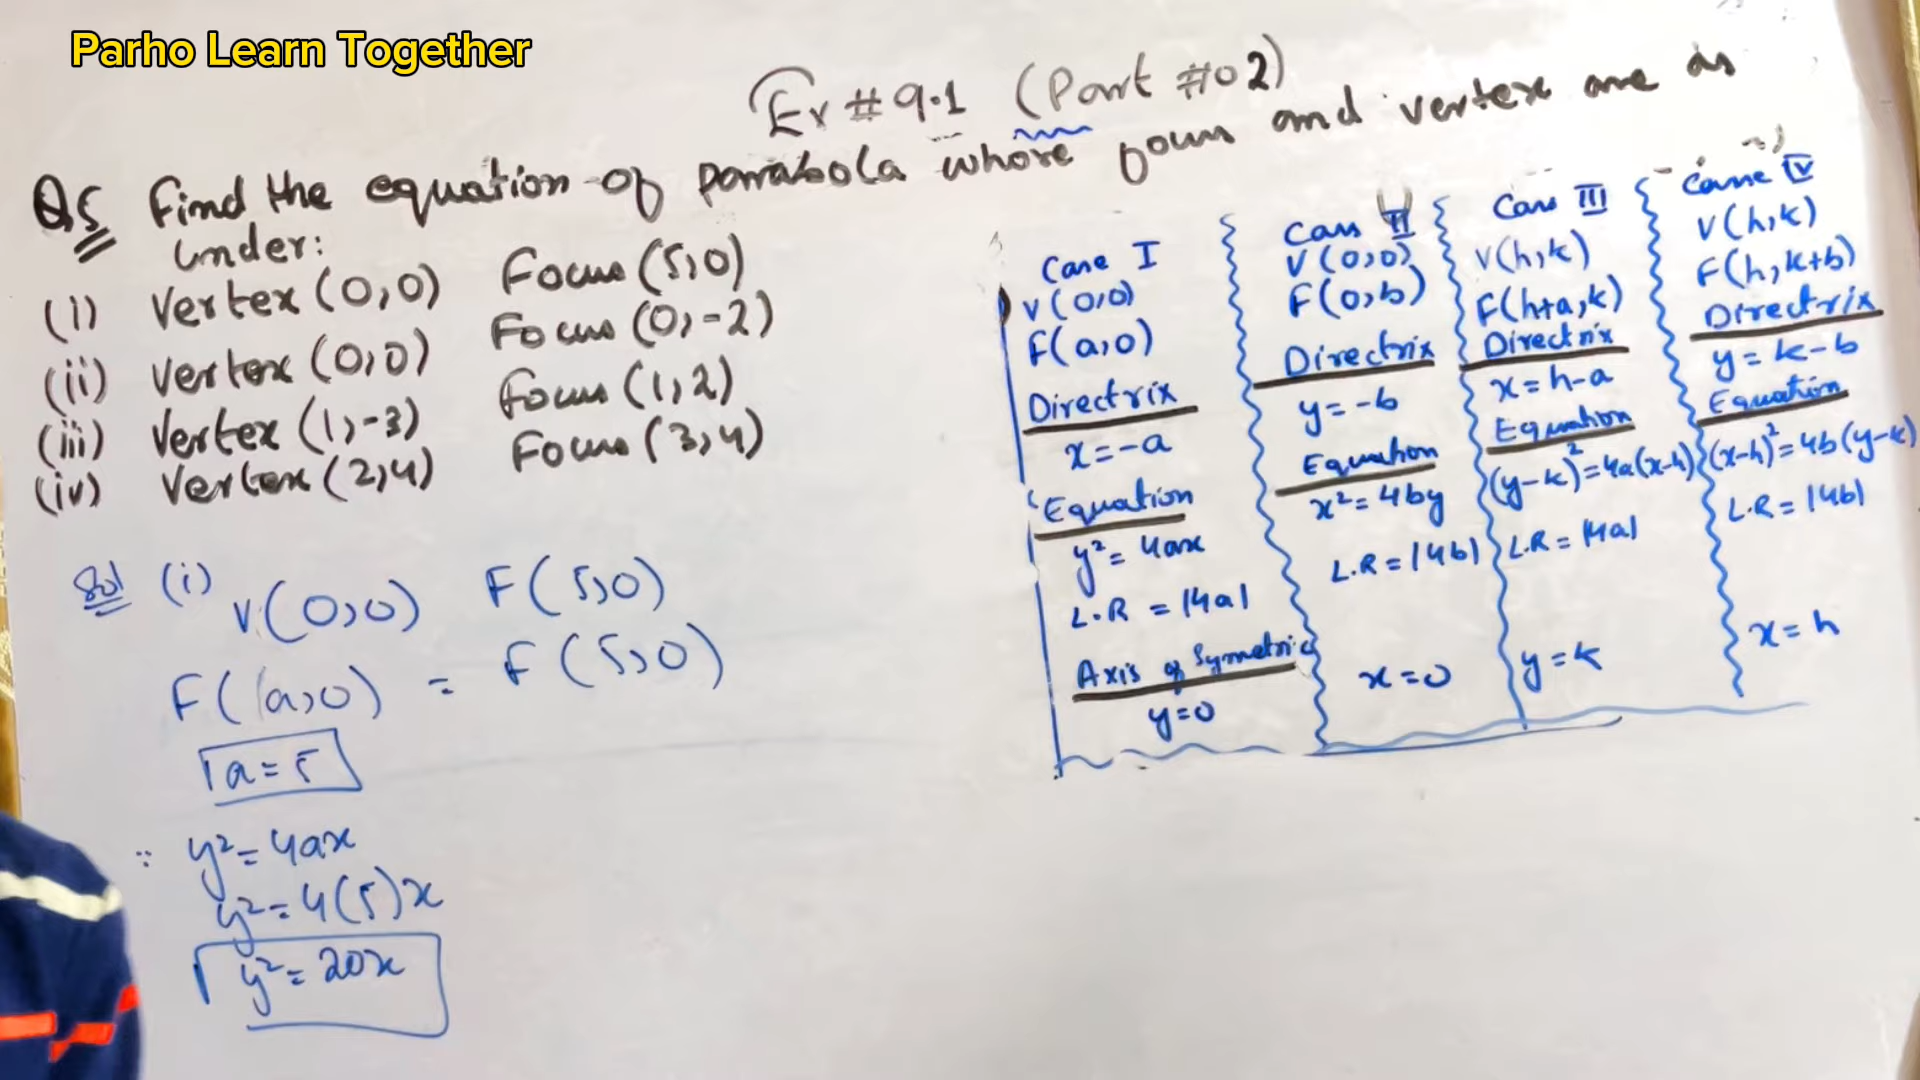 Parho Learn Together
Ex # 9.1 (Part #02)
Q5 Find the equation of parabola whose focus and vertex are as
under:
(i) Vertex (0,0) Focus (5,0)
(ii) Vertex (0,0) Focus (0,-2)
(iii) Vertex (1,-3) Focus (1,2)
(iv) Vertex (2,4) Focus (3,4)
Sol (i)
V(0,0) F(5,0)
F(a,0) = F(5,0)
a=5
∵ y²=4ax
y²=4(5)x
y²=20x
Case I
V(0,0)
F(a,0)
Directrix
x=-a
Equation
y²=4ax
L.R = |4a|
Axis of Symetric
y=0
Case II
V(0,0)
F(0,b)
Directrix
y=-b
Equation
x²=4by
L.R=|4b|
x=0
Case III
V(h,k)
F(h+a,k)
Directrix
x=h-a
Equation
(y-k)²=4a(x-h)
L.R=|4a|
y=k
Case IV
V(h,k)
F(h,k+b)
Directrix
y=k-b
Equation
(x-h)²=4b(y-k)
L.R=|4b|
x=h